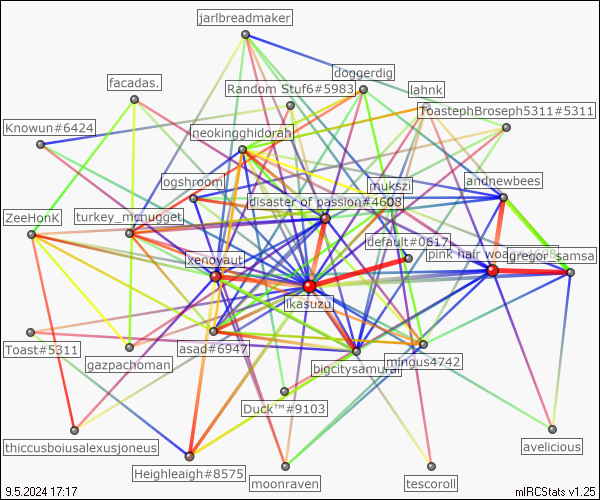 jarlbreadmaker
doggerdig
facadas.
Random Stuf6#5983
lahnk
ToastephBroseph5311#5311
Knowun#6424
neokingghidorah
ogshroom
mukszi
andnewbees
disaster of passion#4608
ZeeHonk
turkey_mcnugget
default#0617
pink hair
gregor_samsa
xenoyaut
ikasuzu
Toast#5311
asad#6947
gazpachoman
bigcitysamurai
mingus4742
Duck™#9103
thiccusboiusalexusjoneus
avelicious
Heighleigh#8575
moonraven
tescoroll
9.5.2024 17:17
mIRCStats v1.25